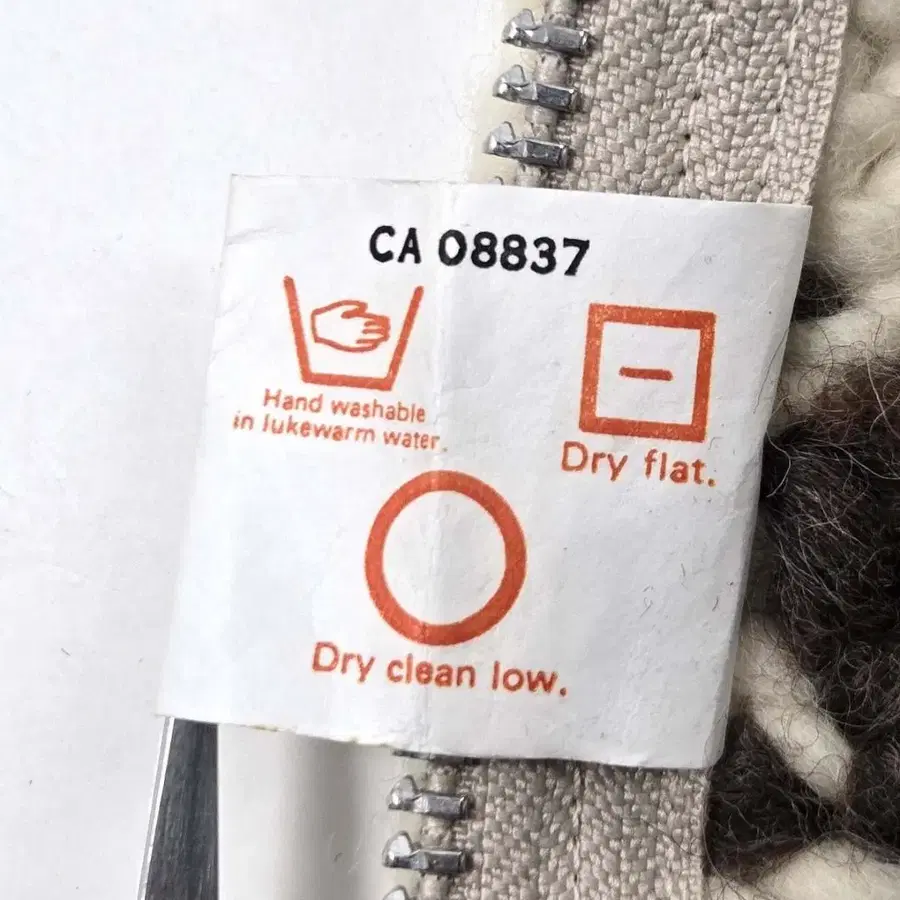 CA 08837
Hand washable
in lukewarm water.
Dry flat.
Dry clean low.